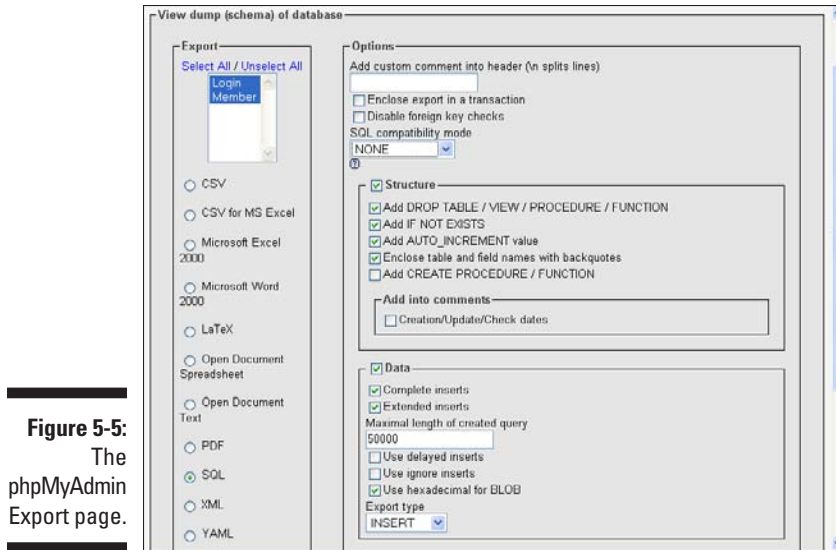 View dump (schema) of database
Export
Select All / Unselect All
Login
Member
CSV
CSV for MS Excel
Microsoft Excel
2000
Microsoft Word
2000
LaTeX
Open Document
Spreadsheet
Open Document
Text
PDF
SQL
XML
YAML
Options
Add custom comment into header (\n splits lines)
Enclose export in a transaction
Disable foreign key checks
SQL compatibility mode
NONE
Structure
Add DROP TABLE / VIEW / PROCEDURE / FUNCTION
Add IF NOT EXISTS
Add AUTO_INCREMENT value
Enclose table and field names with backquotes
Add CREATE PROCEDURE / FUNCTION
Add into comments
Creation/Update/Check dates
Data
Complete inserts
Extended inserts
Maximal length of created query
50000
Use delayed inserts
Use ignore inserts
Use hexadecimal for BLOB
Export type
INSERT
Figure 5-5:
The
phpMyAdmin
Export page.